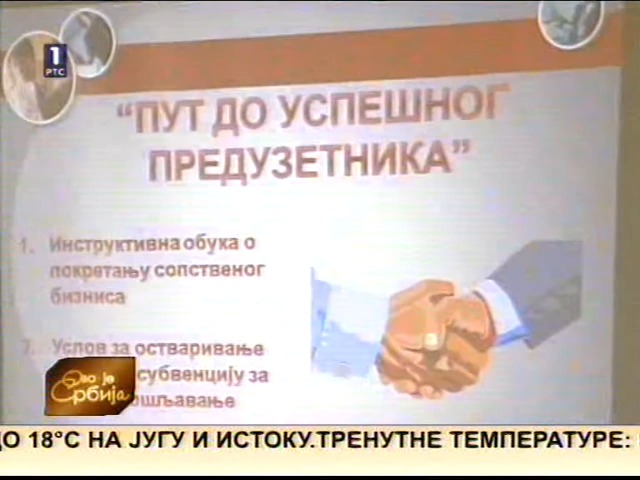 1
РТС
“ПУТ ДО УСПЕШНОГ
ПРЕДУЗЕТНИКА”
1. Инструктивна обука о
покретању сопственог
бизниса
Услов за остваривање
субвенцију за
Ово је
Србија
ДО 18°C НА ЈУГУ И ИСТОКУ.ТРЕНУТНЕ ТЕМПЕРАТУРЕ: